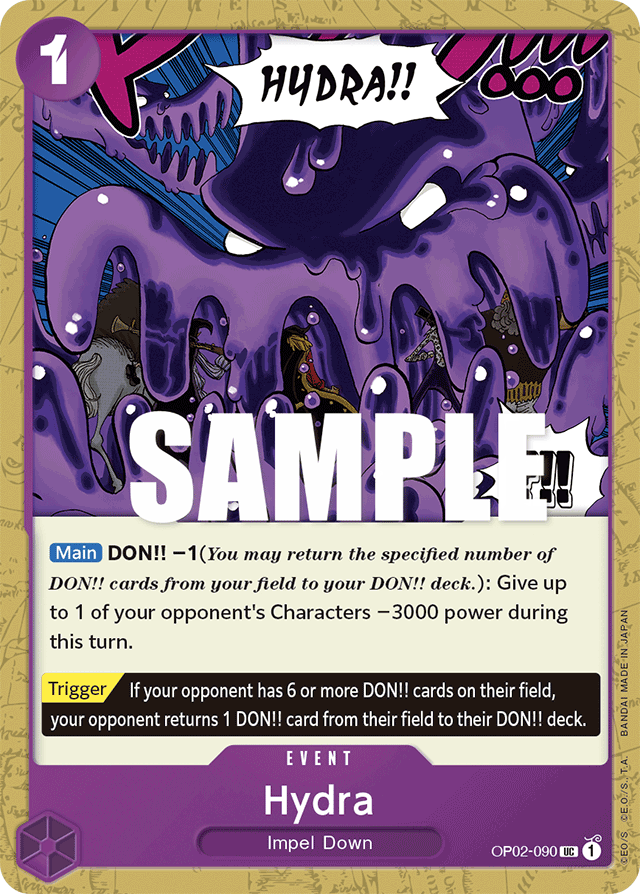 1
HYDRA!!
SAMPLE
!!
Main DON!! −1(You may return the specified number of
DON!! cards from your field to your DON!! deck.): Give up
to 1 of your opponent's Characters −3000 power during
this turn.
Trigger If your opponent has 6 or more DON!! cards on their field,
your opponent returns 1 DON!! card from their field to their DON!! deck.
EVENT
Hydra
Impel Down
OP02-090 UC 1
©E.O/S. ©E.O./S., T.A. BANDAI MADE IN JAPAN